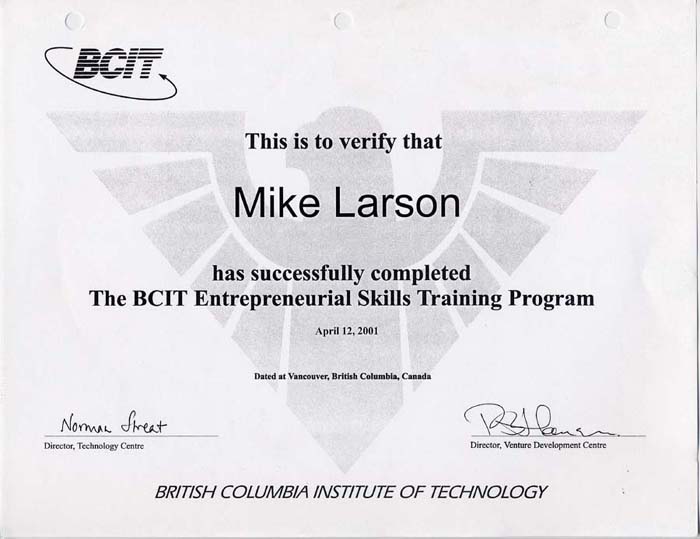 BCIT
This is to verify that
Mike Larson
has successfully completed
The BCIT Entrepreneurial Skills Training Program
April 12, 2001
Dated at Vancouver, British Columbia, Canada
Norman Streat
Director, Technology Centre
Director, Venture Development Centre
BRITISH COLUMBIA INSTITUTE OF TECHNOLOGY